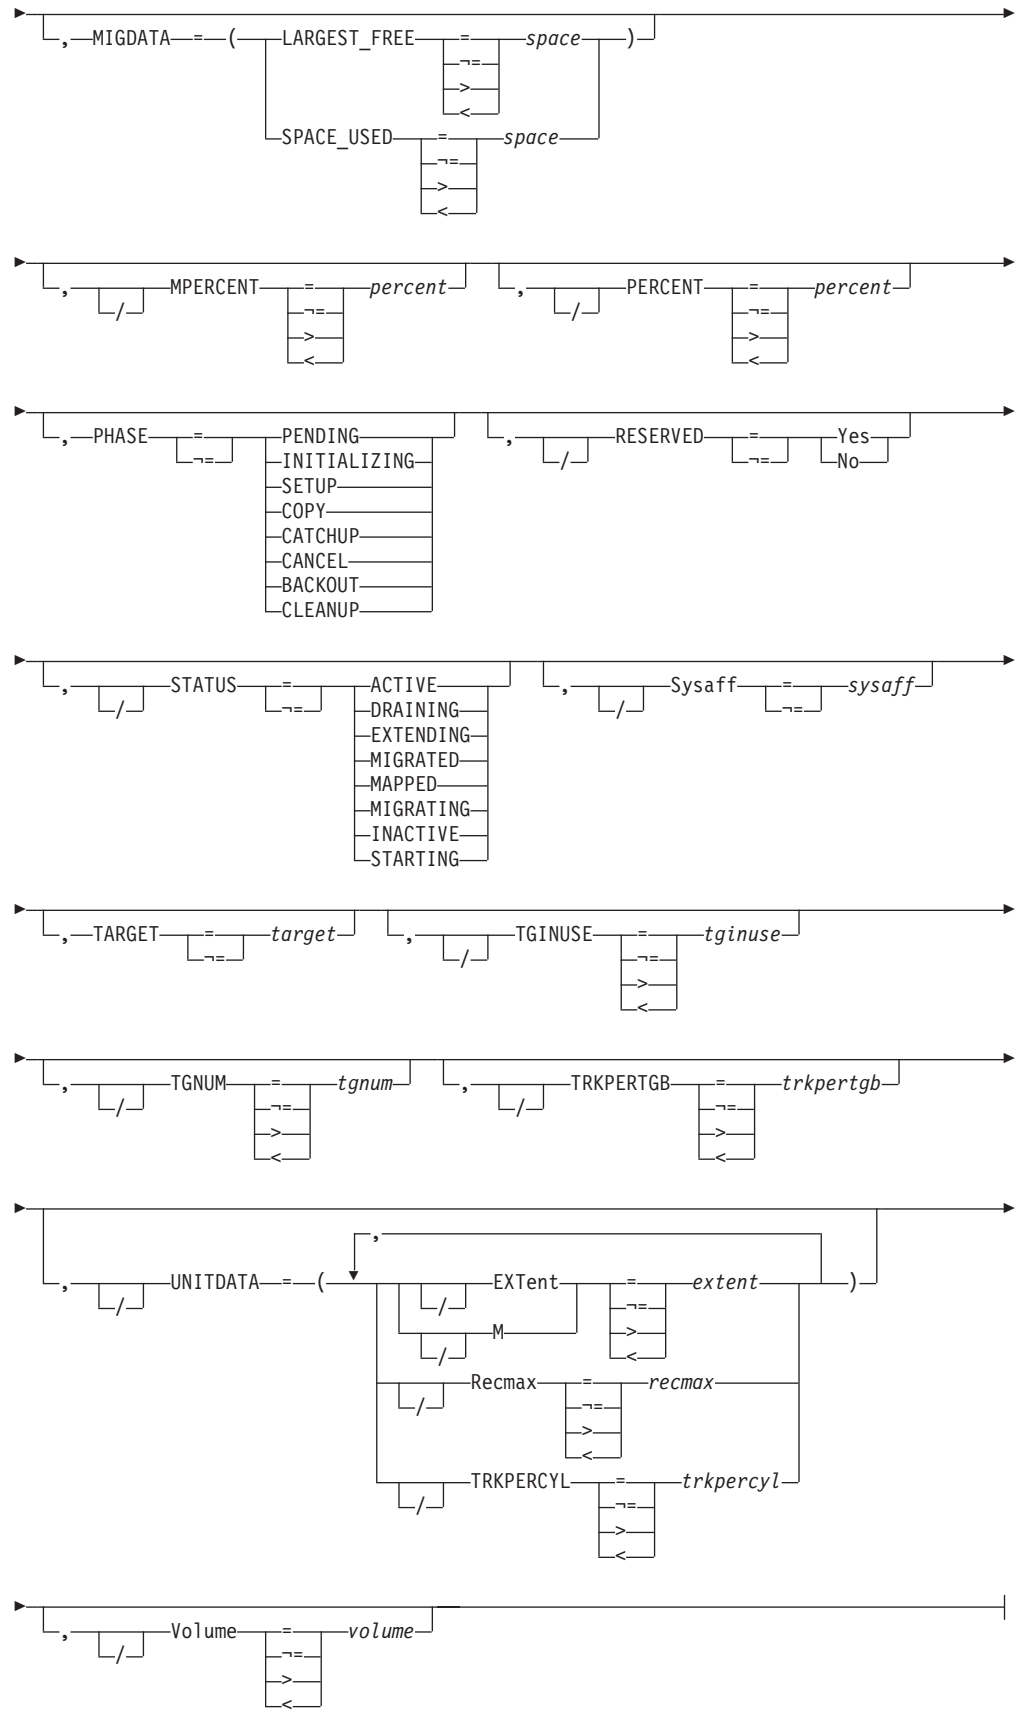 , MIGDATA = ( LARGEST_FREE = space )
¬=
>
<
SPACE_USED = space
¬=
>
<
, / MPERCENT = percent , / PERCENT = percent
¬= ¬=
> >
< <
, PHASE = PENDING , / RESERVED = Yes
¬= INITIALIZING ¬= No
SETUP
COPY
CATCHUP
CANCEL
BACKOUT
CLEANUP
, / STATUS = ACTIVE , / Sysaff = sysaff
¬= DRAINING ¬=
EXTENDING
MIGRATED
MAPPED
MIGRATING
INACTIVE
STARTING
, TARGET = target , / TGINUSE = tginuse
¬= ¬=
>
<
, / TGNUM = tgnum , / TRKPERTGB = trkpertgb
¬= ¬=
> >
< <
,
, / UNITDATA = ( / EXTent = extent )
¬=
/ M >
<
/ Recmax = recmax
¬=
>
<
/ TRKPERCYL = trkpercyl
¬=
>
<
, / Volume = volume
¬=
>
<